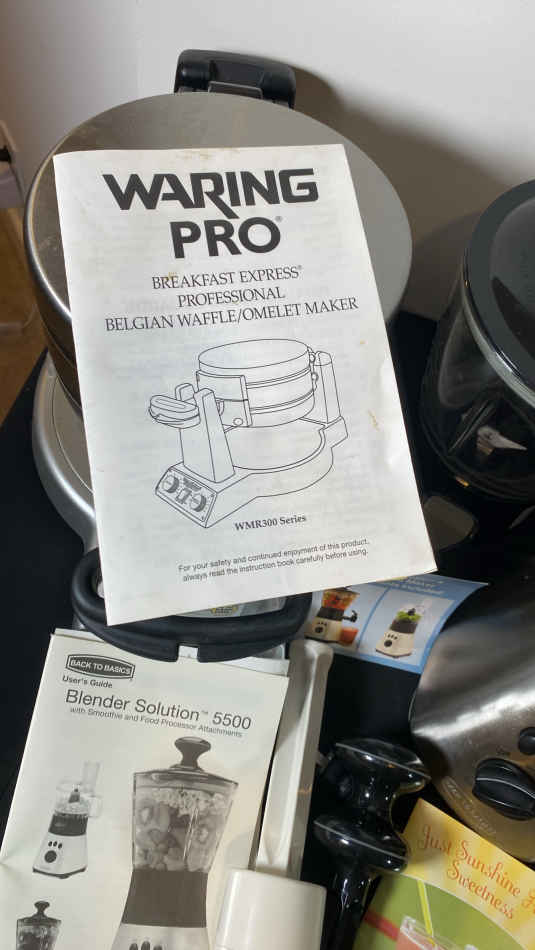 WARING
PRO®
BREAKFAST EXPRESS®
PROFESSIONAL
BELGIAN WAFFLE/OMELET MAKER
WMR300 Series
For your safety and continued enjoyment of this product,
always read the instruction book carefully before using.
BACK TO BASICS
User's Guide
Blender Solution™ 5500
with Smoothie and Food Processor Attachments
Just Sunshine
Sweetness